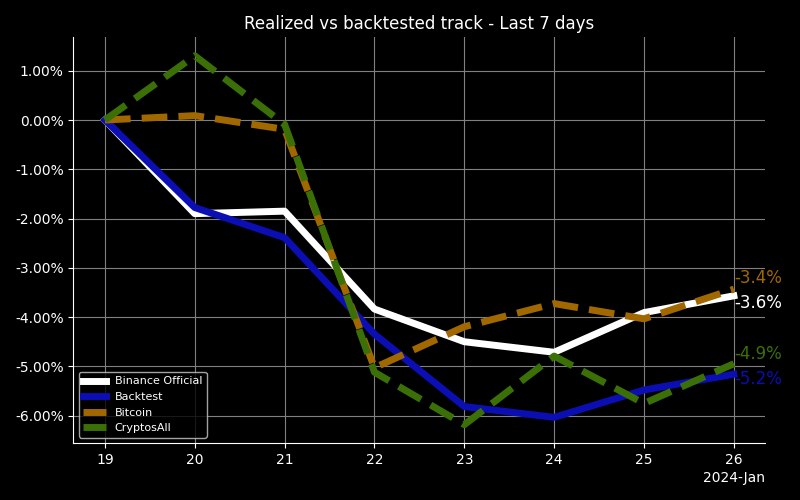 Realized vs backtested track - Last 7 days
1.00%
0.00%
-1.00%
-2.00%
-3.00%
-4.00%
-5.00%
-6.00%
-3.4%
-3.6%
-4.9%
-5.2%
Binance Official
Backtest
Bitcoin
CryptosAll
19 20 21 22 23 24 25 26
2024-Jan